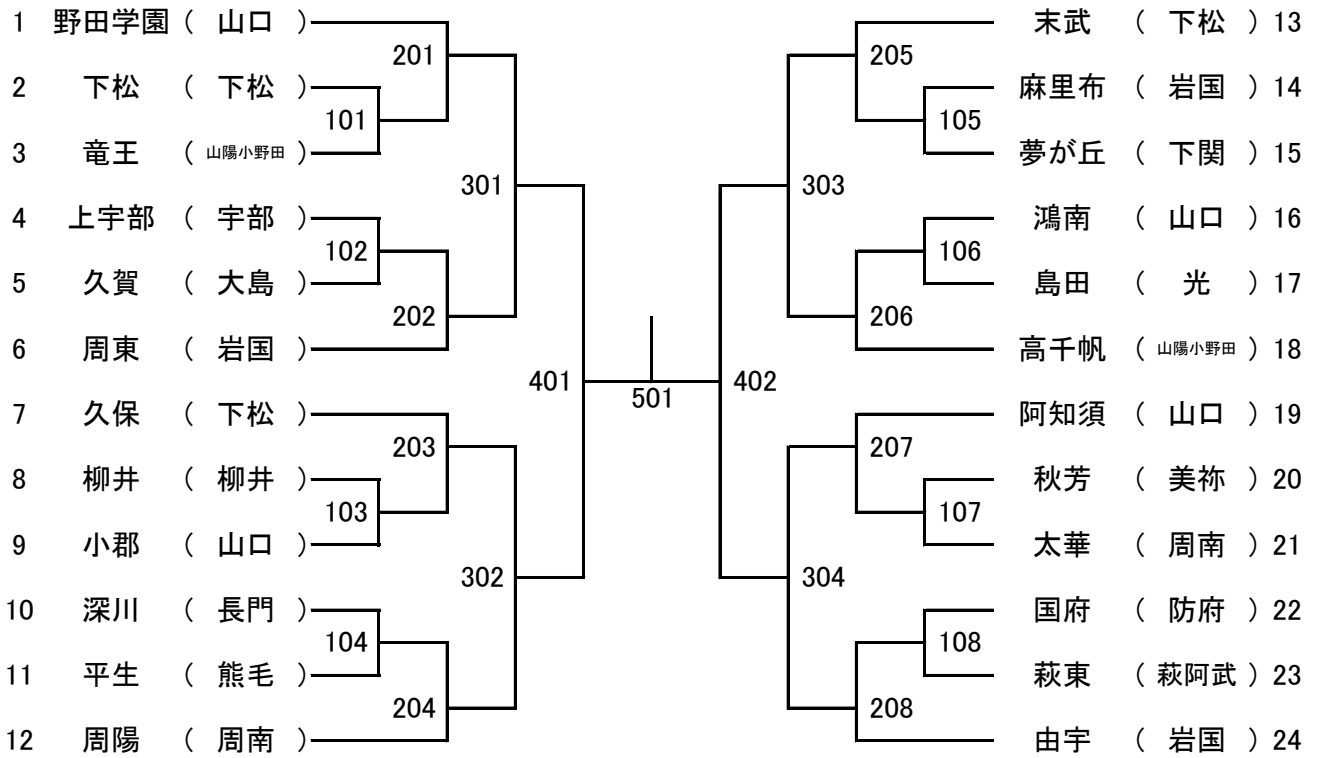 1 野田学園 ( 山口 )
201
2 下松 ( 下松 )
101
3 竜王 ( 山陽小野田 )
301
4 上宇部 ( 宇部 )
102
5 久賀 ( 大島 )
202
6 周東 ( 岩国 )
401
7 久保 ( 下松 )
203
8 柳井 ( 柳井 )
103
9 小郡 ( 山口 )
302
10 深川 ( 長門 )
104
11 平生 ( 熊毛 )
204
12 周陽 ( 周南 )
501
末武 ( 下松 ) 13
205
麻里布 ( 岩国 ) 14
105
夢が丘 ( 下関 ) 15
303
鴻南 ( 山口 ) 16
106
島田 ( 光 ) 17
206
高千帆 ( 山陽小野田 ) 18
402
阿知須 ( 山口 ) 19
207
秋芳 ( 美祢 ) 20
107
太華 ( 周南 ) 21
304
国府 ( 防府 ) 22
108
萩東 ( 萩阿武 ) 23
208
由宇 ( 岩国 ) 24